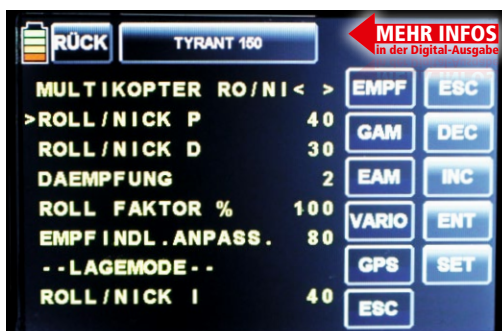 RÜCK
TYRANT 150
MEHR INFOS
in der Digital-Ausgabe
MULTIKOPTER RO/NI< >
>ROLL/NICK P 40
ROLL/NICK D 30
DAEMPFUNG 2
ROLL FAKTOR % 100
EMPFINDL.ANPASS. 80
--LAGEMODE--
ROLL/NICK I 40
EMPF
ESC
GAM
DEC
EAM
INC
VARIO
ENT
GPS
SET
ESC